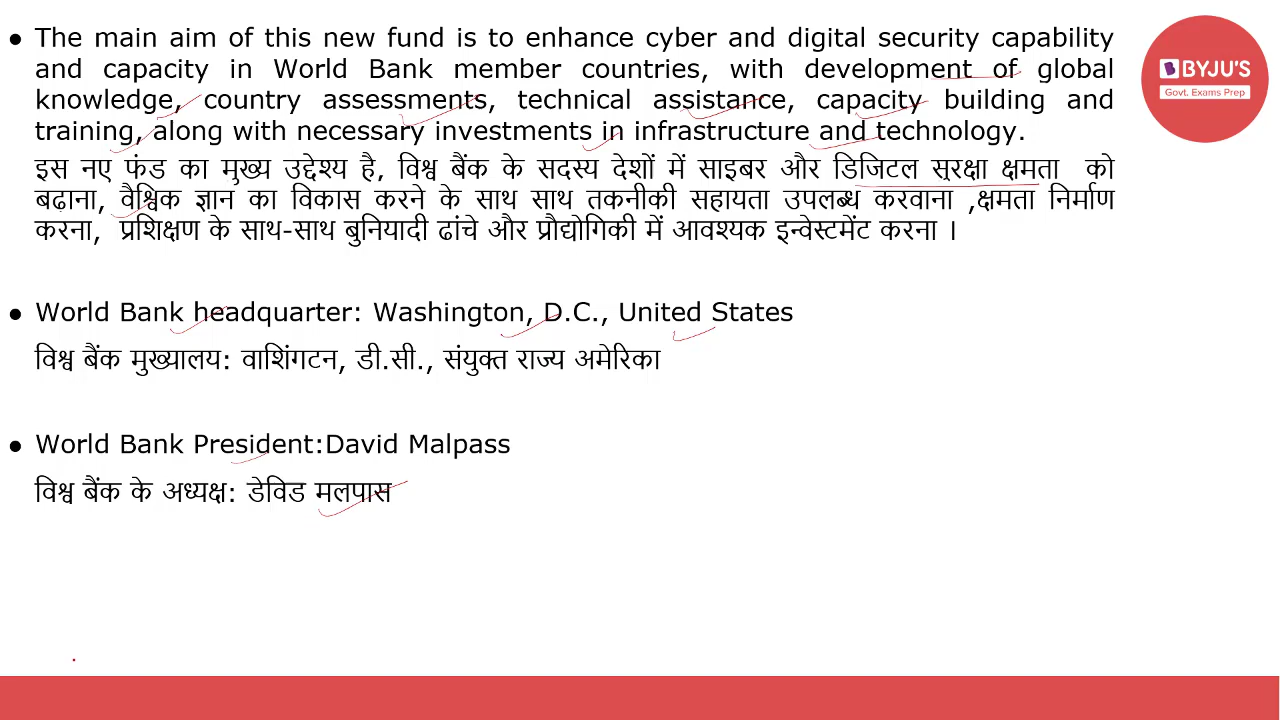 ● The main aim of this new fund is to enhance cyber and digital security capability
and capacity in World Bank member countries, with development of global
knowledge, country assessments, technical assistance, capacity building and
training, along with necessary investments in infrastructure and technology.
इस नए फंड का मुख्य उद्देश्य है, विश्व बैंक के सदस्य देशों में साइबर और डिजिटल सुरक्षा क्षमता को
बढ़ाना, वैश्विक ज्ञान का विकास करने के साथ साथ तकनीकी सहायता उपलब्ध करवाना ,क्षमता निर्माण
करना, प्रशिक्षण के साथ-साथ बुनियादी ढांचे और प्रौद्योगिकी में आवश्यक इन्वेस्टमेंट करना ।
● World Bank headquarter: Washington, D.C., United States
विश्व बैंक मुख्यालय: वाशिंगटन, डी.सी., संयुक्त राज्य अमेरिका
● World Bank President:David Malpass
विश्व बैंक के अध्यक्ष: डेविड मलपास
BYJU'S
Govt. Exams Prep